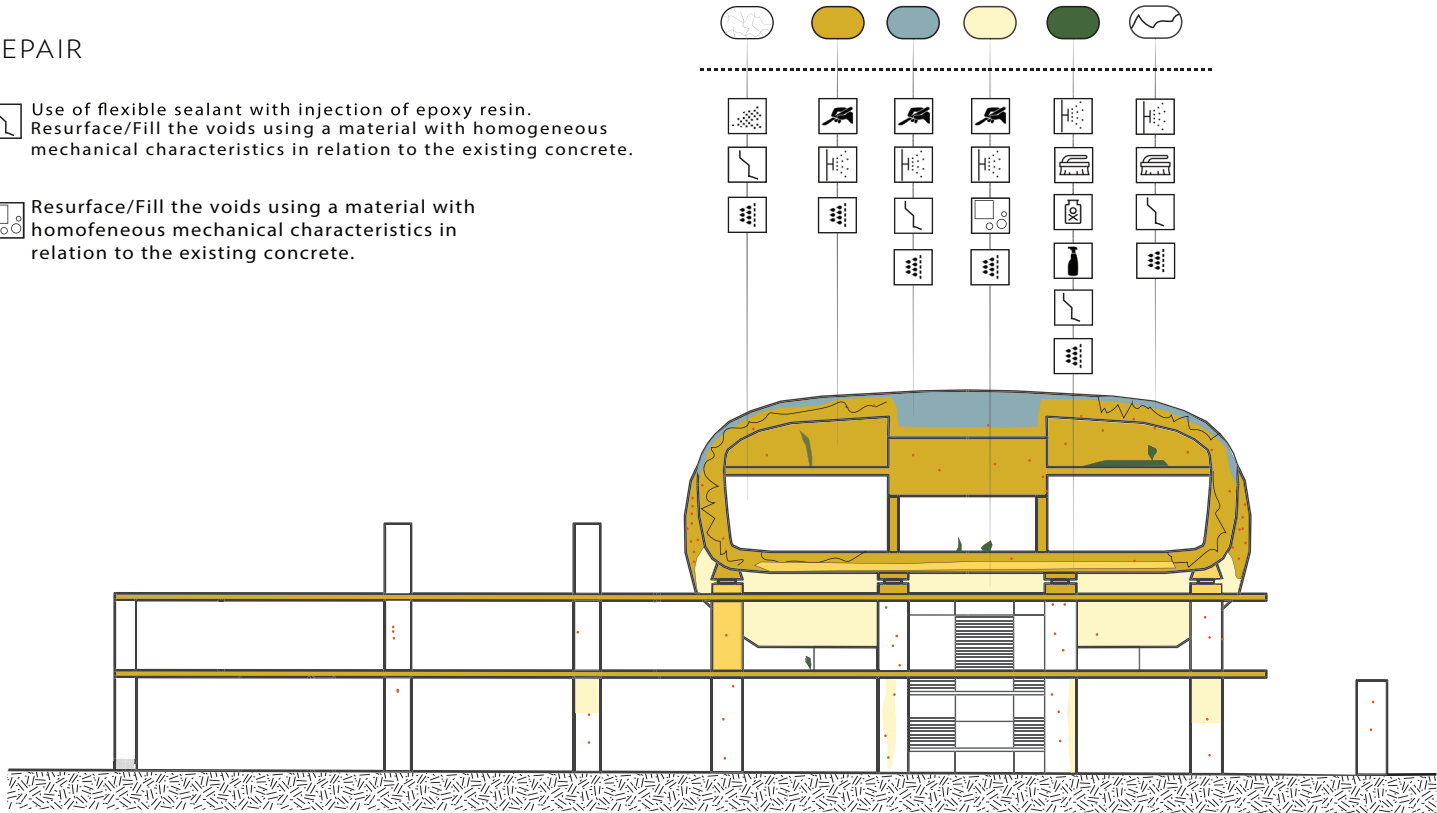 EPAIR
Use of flexible sealant with injection of epoxy resin.
Resurface/Fill the voids using a material with homogeneous
mechanical characteristics in relation to the existing concrete.
Resurface/Fill the voids using a material with
homofeneous mechanical characteristics in
relation to the existing concrete.